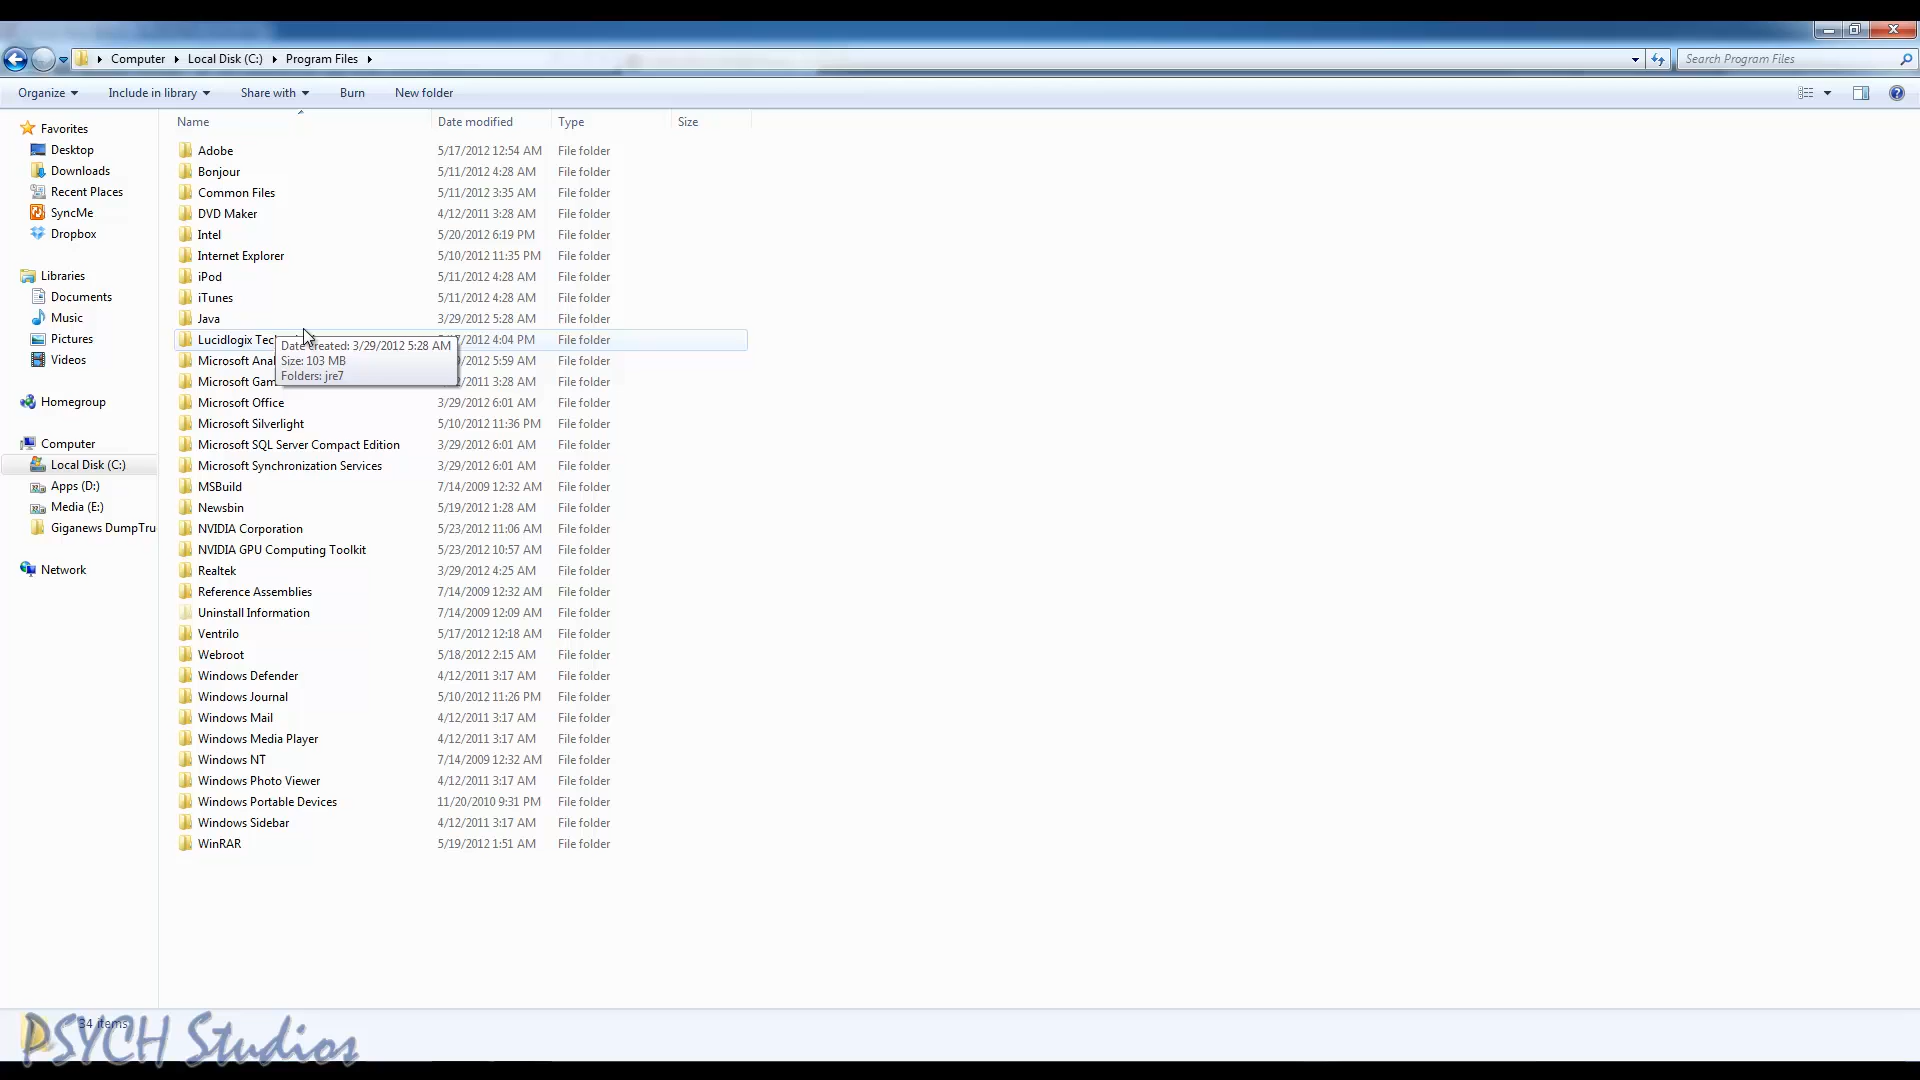 Computer Local Disk (C:) Program Files
Search Program Files
Organize Include in library Share with Burn New folder
Name Date modified Type Size
Favorites
Desktop
Downloads
Recent Places
SyncMe
Dropbox
Libraries
Documents
Music
Pictures
Videos
Homegroup
Computer
Local Disk (C:)
Apps (D:)
Media (E:)
Giganews DumpTru
Network
Adobe 5/17/2012 12:54 AM File folder
Bonjour 5/11/2012 4:28 AM File folder
Common Files 5/11/2012 3:35 AM File folder
DVD Maker 4/12/2011 3:28 AM File folder
Intel 5/20/2012 6:19 PM File folder
Internet Explorer 5/10/2012 11:35 PM File folder
iPod 5/11/2012 4:28 AM File folder
iTunes 5/11/2012 4:28 AM File folder
Java 3/29/2012 5:28 AM File folder
Lucidlogix 4:04 PM File folder
Date created: 3/29/2012 5:28 AM
Size: 103 MB
Folders: jre7
Microsoft 5:59 AM File folder
Microsoft 3:28 AM File folder
Microsoft Office 3/29/2012 6:01 AM File folder
Microsoft Silverlight 5/10/2012 11:36 PM File folder
Microsoft SQL Server Compact Edition 3/29/2012 6:01 AM File folder
Microsoft Synchronization Services 3/29/2012 6:01 AM File folder
MSBuild 7/14/2009 12:32 AM File folder
Newsbin 5/19/2012 1:28 AM File folder
NVIDIA Corporation 5/23/2012 11:06 AM File folder
NVIDIA GPU Computing Toolkit 5/23/2012 10:57 AM File folder
Realtek 3/29/2012 4:25 AM File folder
Reference Assemblies 7/14/2009 12:32 AM File folder
Uninstall Information 7/14/2009 12:09 AM File folder
Ventrilo 5/17/2012 12:18 AM File folder
Webroot 5/18/2012 2:15 AM File folder
Windows Defender 4/12/2011 3:17 AM File folder
Windows Journal 5/10/2012 11:26 PM File folder
Windows Mail 4/12/2011 3:17 AM File folder
Windows Media Player 4/12/2011 3:17 AM File folder
Windows NT 7/14/2009 12:32 AM File folder
Windows Photo Viewer 4/12/2011 3:17 AM File folder
Windows Portable Devices 11/20/2010 9:31 PM File folder
Windows Sidebar 4/12/2011 3:17 AM File folder
WinRAR 5/19/2012 1:51 AM File folder
34 items
PSYCH Studios